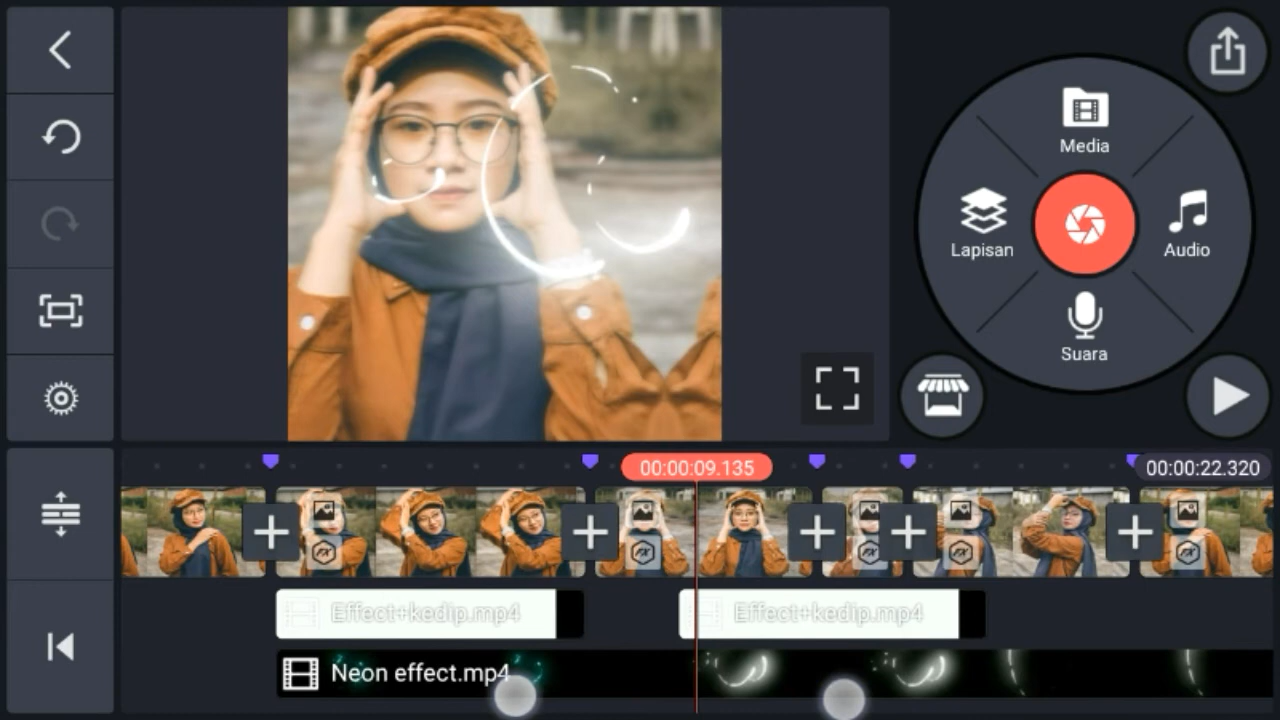 Media
Lapisan
Audio
Suara
00:00:09.135
00:00:22.320
Effect+kedip.mp4
Effect+kedip.mp4
Neon effect.mp4